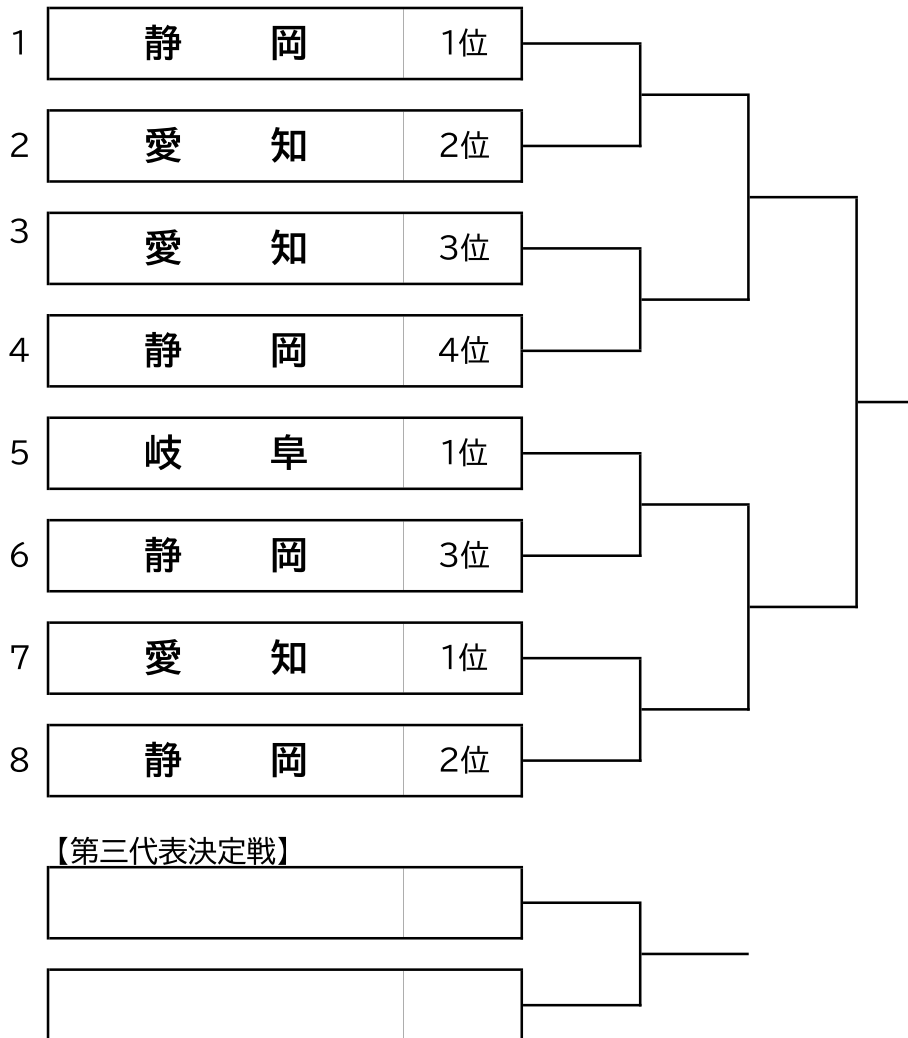 1 静 岡 1位
2 愛 知 2位
3 愛 知 3位
4 静 岡 4位
5 岐 阜 1位
6 静 岡 3位
7 愛 知 1位
8 静 岡 2位
【第三代表決定戦】